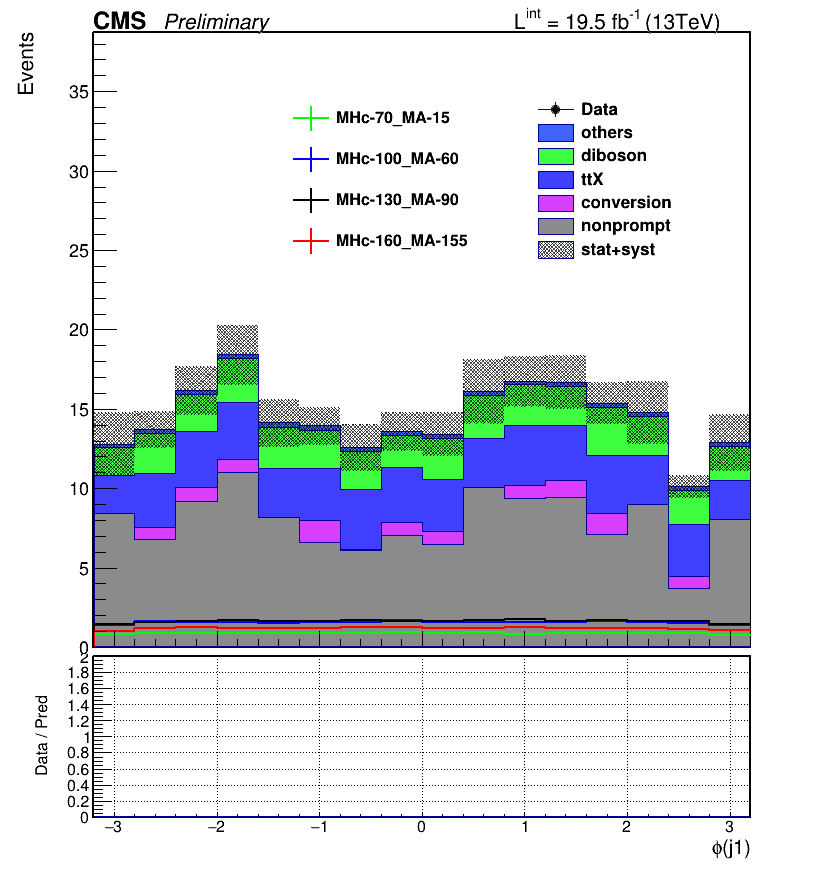 CMS Preliminary L^int = 19.5 fb^-1 (13TeV)
Events
35
30
25
20
15
10
5
0
MHc-70_MA-15
MHc-100_MA-60
MHc-130_MA-90
MHc-160_MA-155
Data
others
diboson
ttX
conversion
nonprompt
stat+syst
Data / Pred
2
1.8
1.6
1.4
1.2
1
0.8
0.6
0.4
0.2
0
−3 −2 −1 0 1 2 3
ϕ(j1)